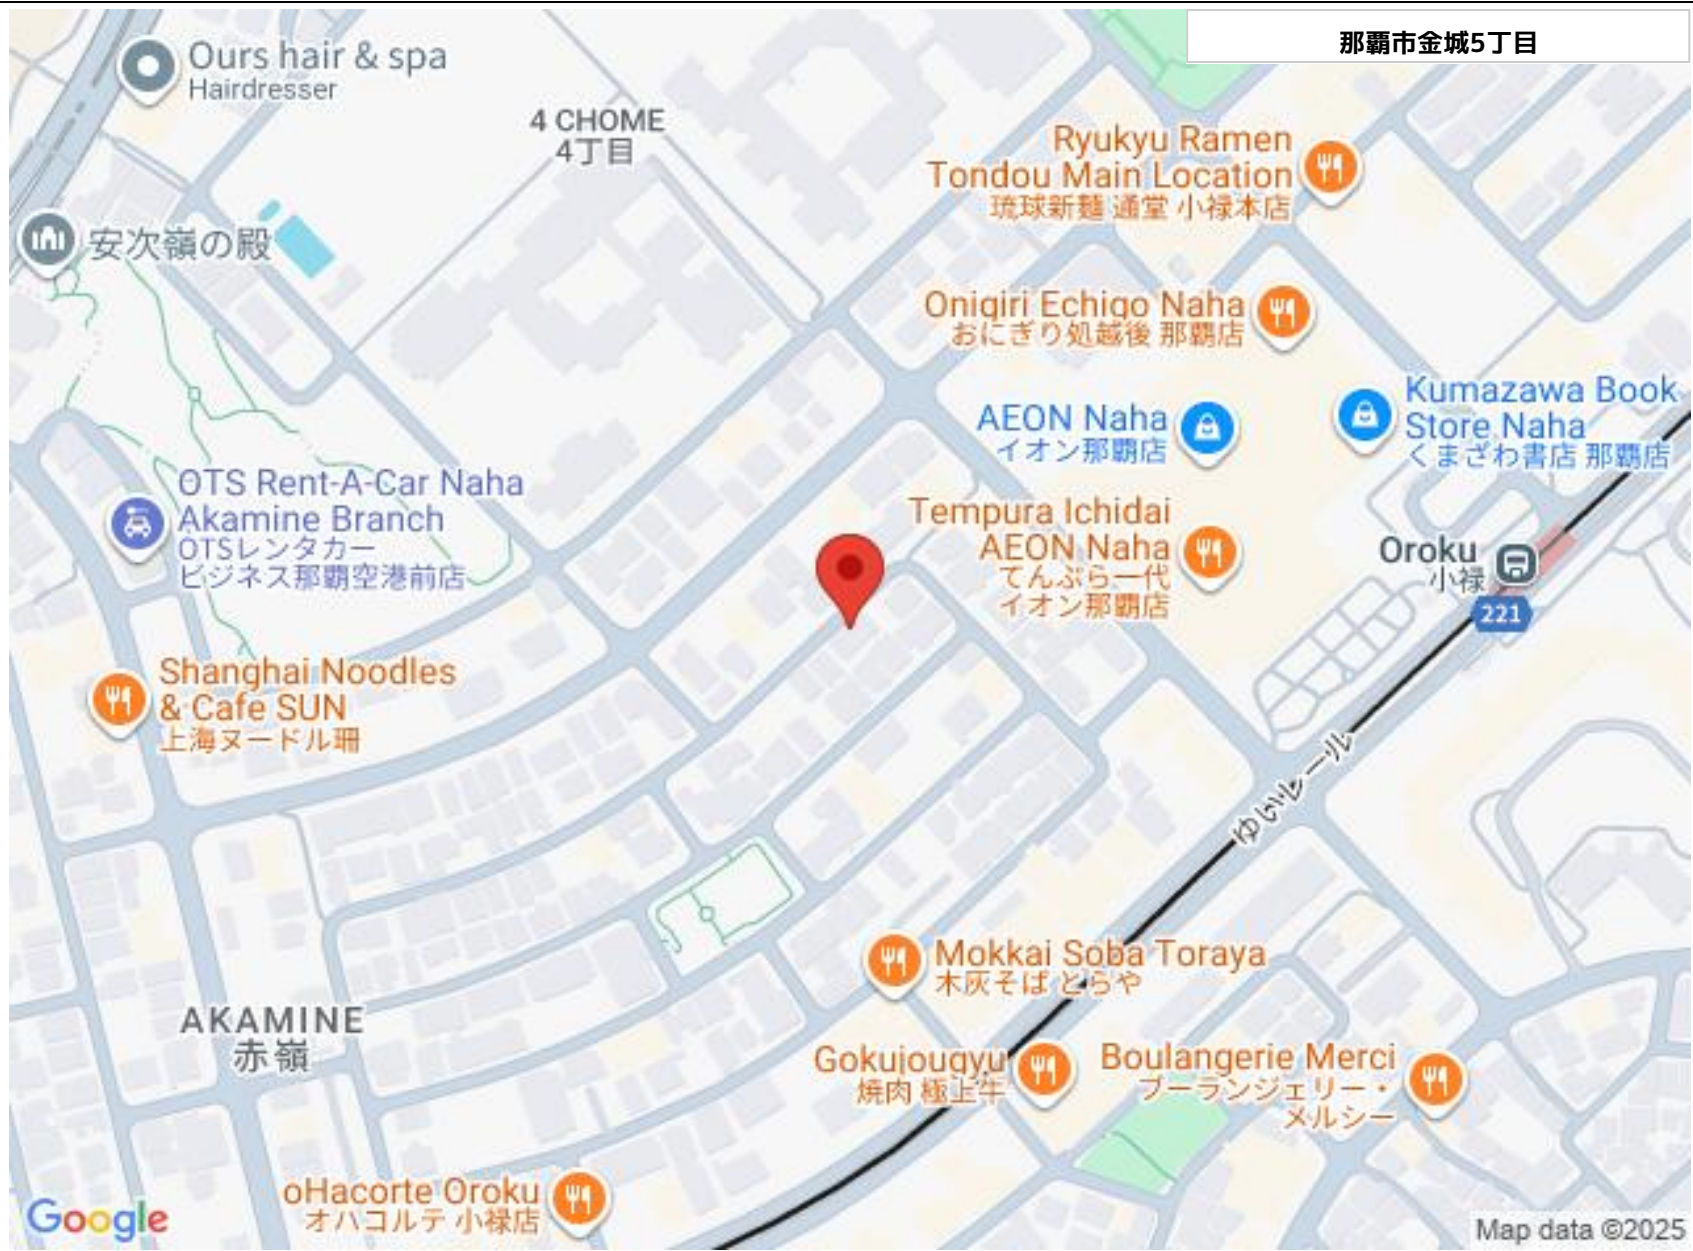 那覇市金城5丁目
Ours hair & spa
Hairdresser
4 CHOME
4丁目
Ryukyu Ramen
Tondou Main Location
琉球新麺 通堂 小禄本店
安次嶺の殿
Onigiri Echigo Naha
おにぎり処越後 那覇店
Kumazawa Book
Store Naha
くまざわ書店 那覇店
AEON Naha
イオン那覇店
OTS Rent-A-Car Naha
Akamine Branch
OTSレンタカー
ビジネス那覇空港前店
Tempura Ichidai
AEON Naha
てんぷら一代
イオン那覇店
Oroku
小禄
221
Shanghai Noodles
& Cafe SUN
上海ヌードル珊
ゆいレール
Mokkai Soba Toraya
木灰そば とらや
AKAMINE
赤嶺
Gokujougyu
焼肉 極上牛
Boulangerie Merci
ブーランジェリー・
メルシー
oHacorte Oroku
オハコルテ 小禄店
Google
Map data ©2025